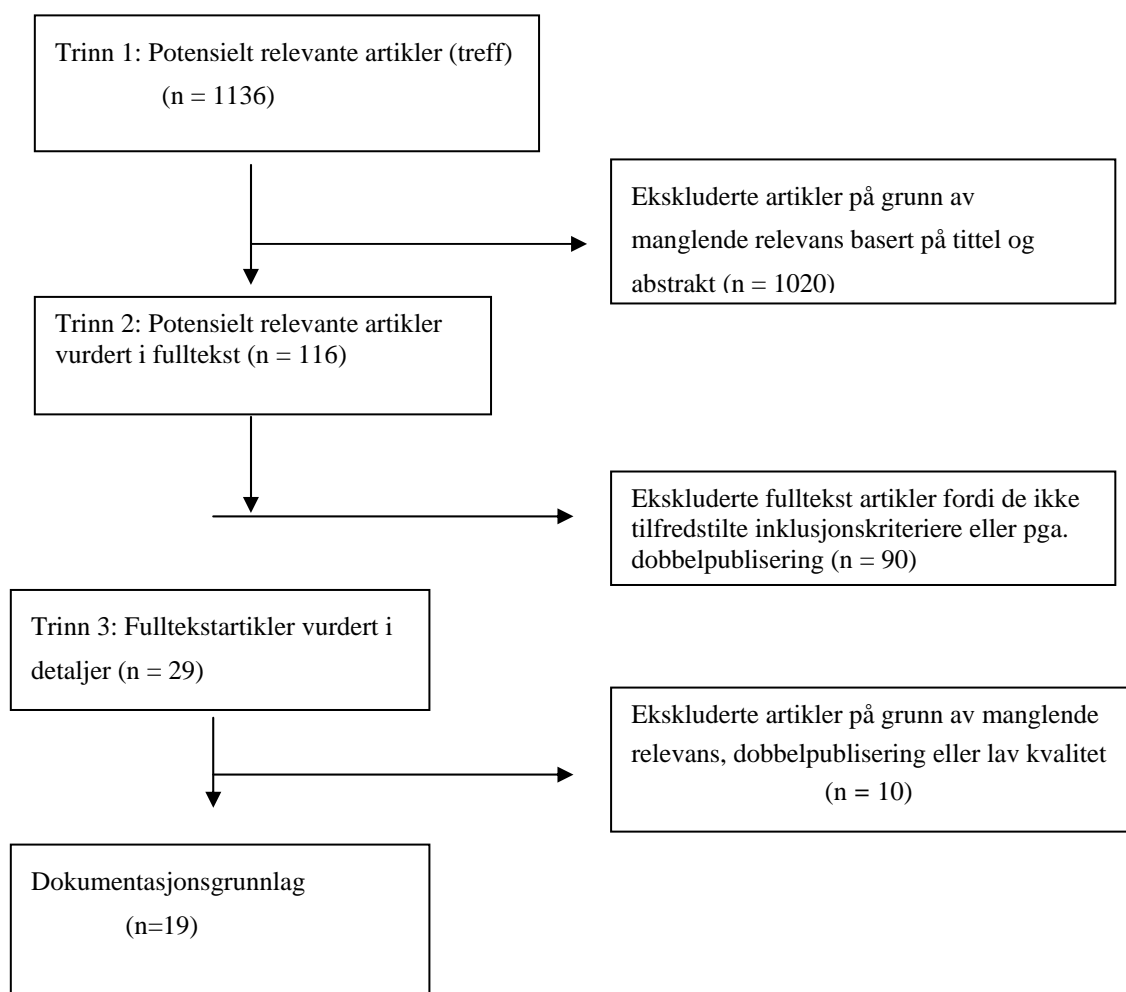 Trinn 1: Potensielt relevante artikler (treff)
(n = 1136)
Ekskluderte artikler på grunn av
manglende relevans basert på tittel og
abstrakt (n = 1020)
Trinn 2: Potensielt relevante artikler
vurdert i fulltekst (n = 116)
Ekskluderte fulltekst artikler fordi de ikke
tilfredstilte inklusjonskriteriere eller pga.
dobbelpublisering (n = 90)
Trinn 3: Fulltekstartikler vurdert i
detaljer (n = 29)
Ekskluderte artikler på grunn av manglende
relevans, dobbelpublisering eller lav kvalitet
(n = 10)
Dokumentasjonsgrunnlag
(n=19)